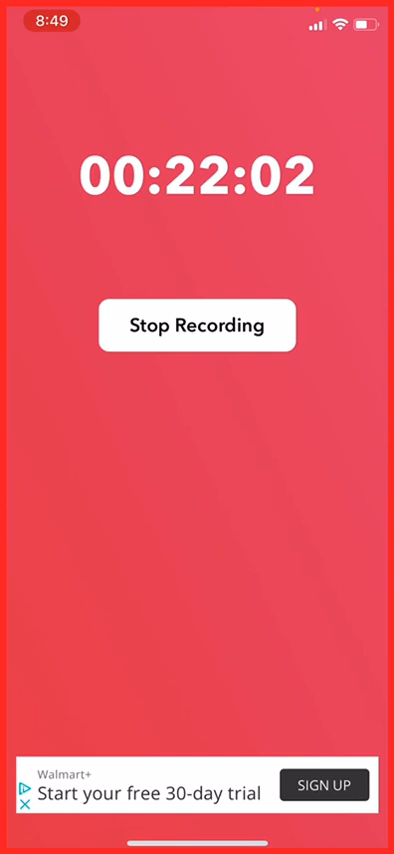 8:49
00:22:02
Stop Recording
Walmart+
Start your free 30-day trial
SIGN UP